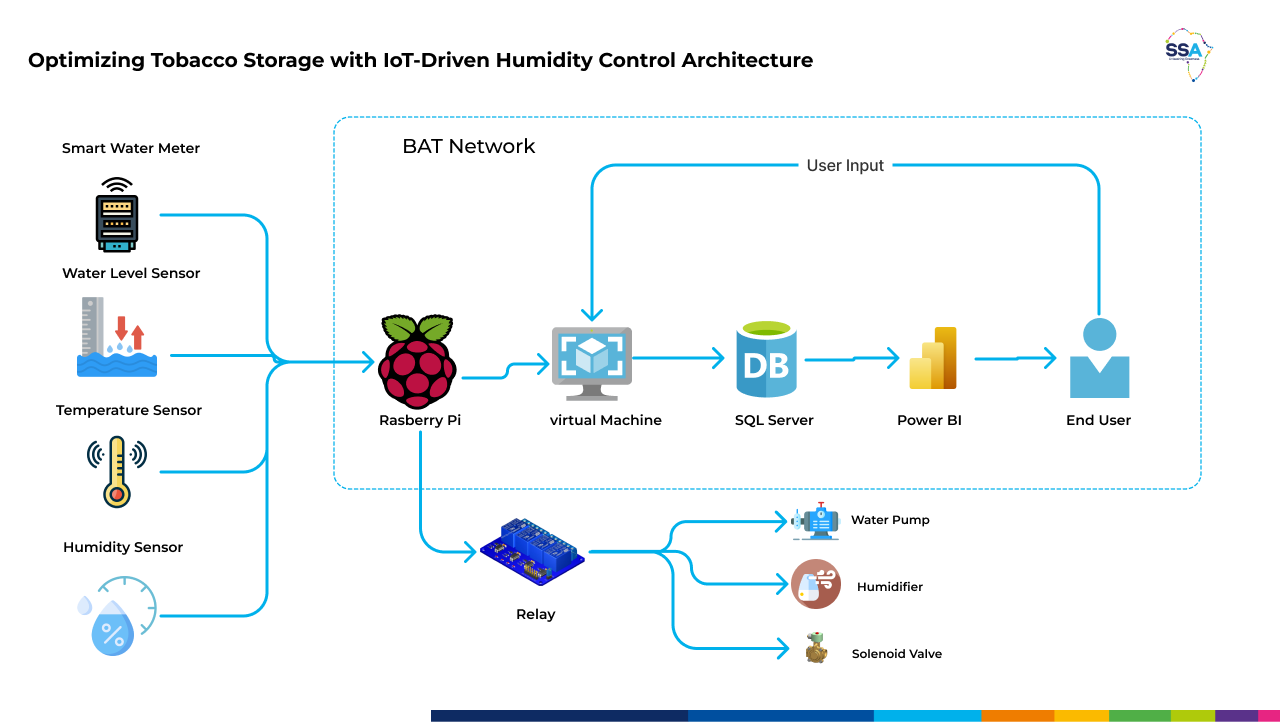 Optimizing Tobacco Storage with IoT-Driven Humidity Control Architecture
SSA
BAT Network
User Input
Smart Water Meter
Water Level Sensor
Temperature Sensor
Humidity Sensor
Rasberry Pi
virtual Machine
DB
SQL Server
Power BI
End User
Relay
Water Pump
Humidifier
Solenoid Valve